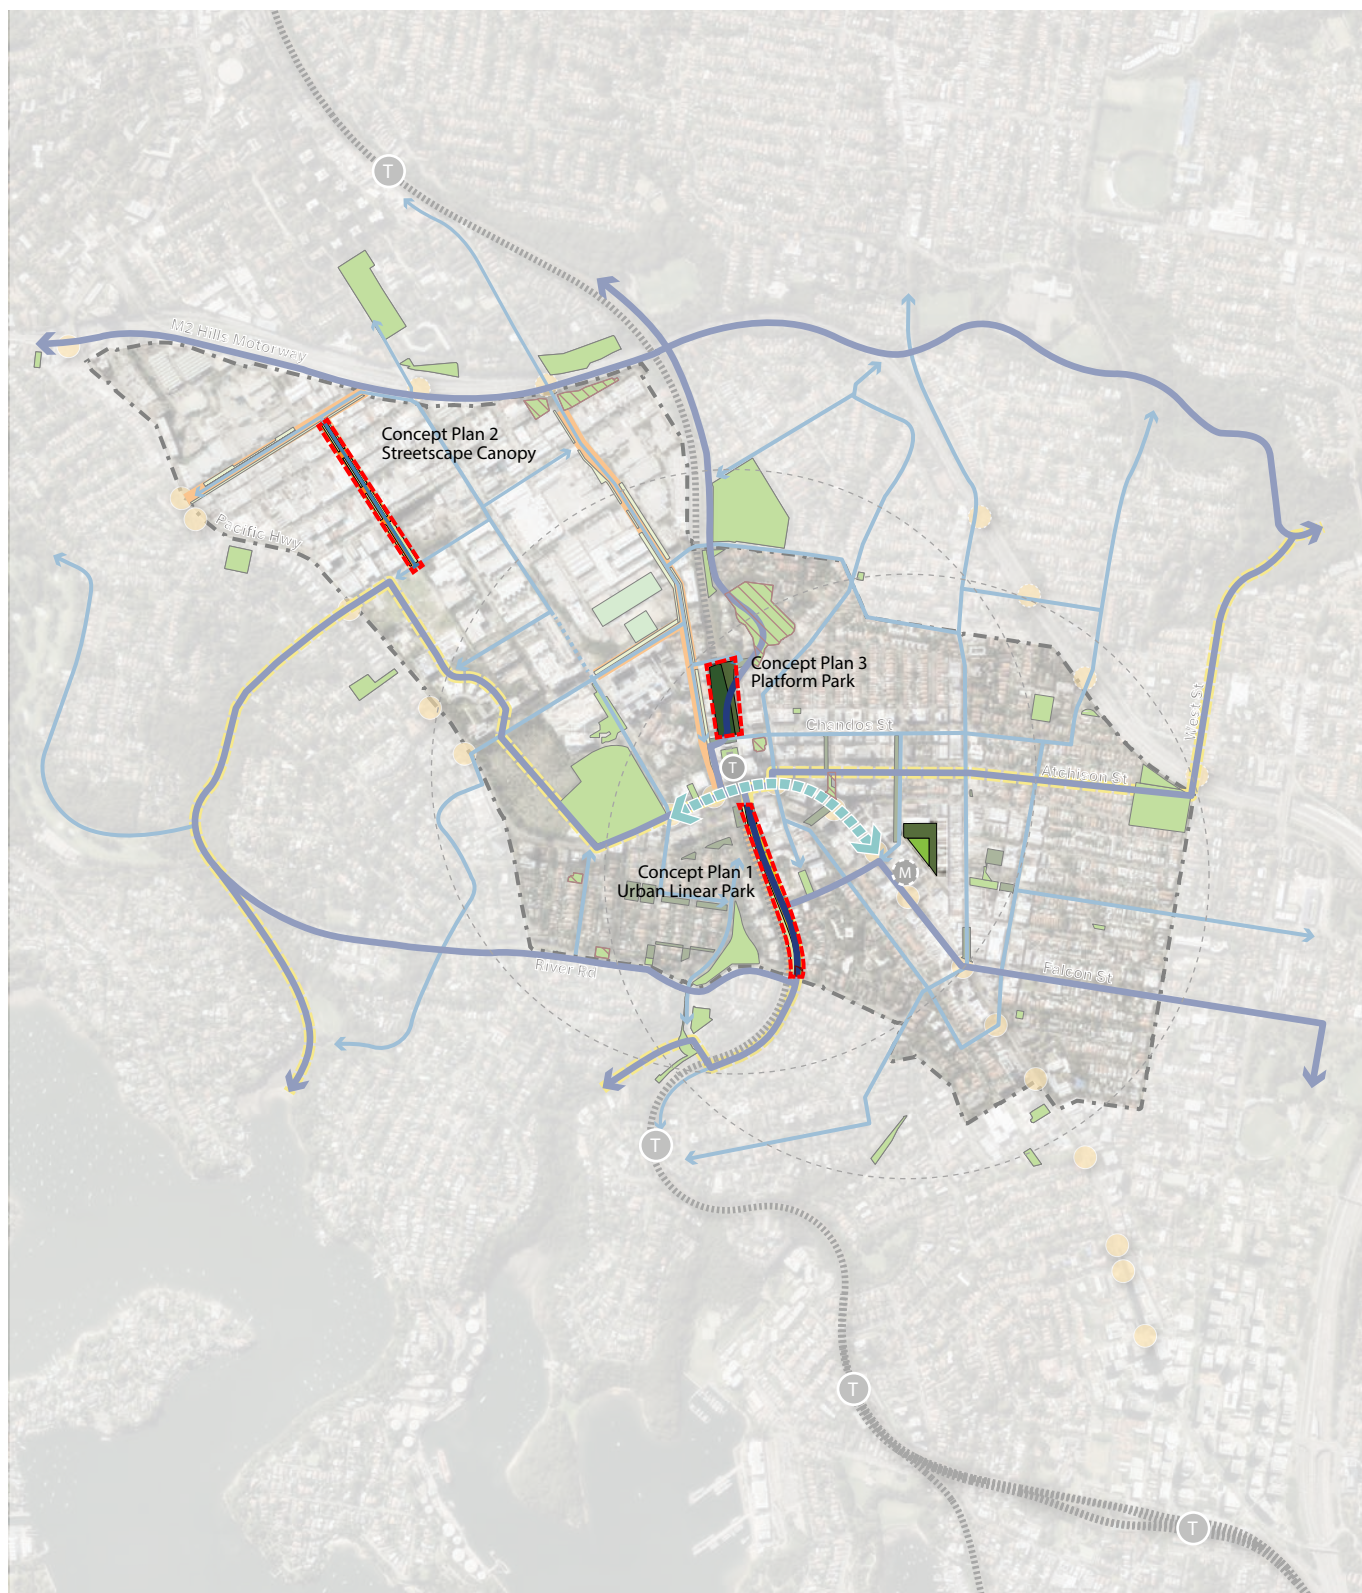 T
M2 Hills Motorway
Concept Plan 2
Streetscape Canopy
Pacific Hwy
Concept Plan 3
Platform Park
West St
Chandos St
T
Atchison St
Concept Plan 1
Urban Linear Park
M
River Rd
Falcon St
T
T
T